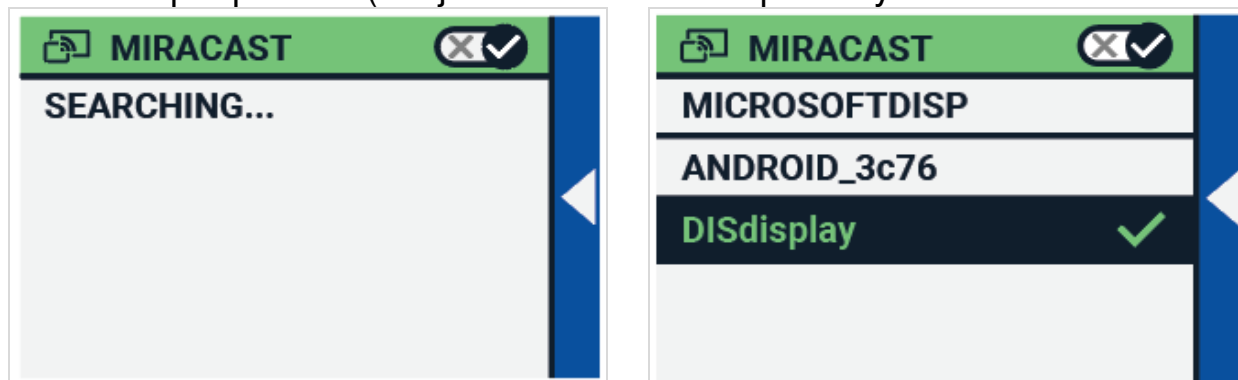 MIRACAST
SEARCHING...
MIRACAST
MICROSOFTDISP
ANDROID_3c76
DISdisplay